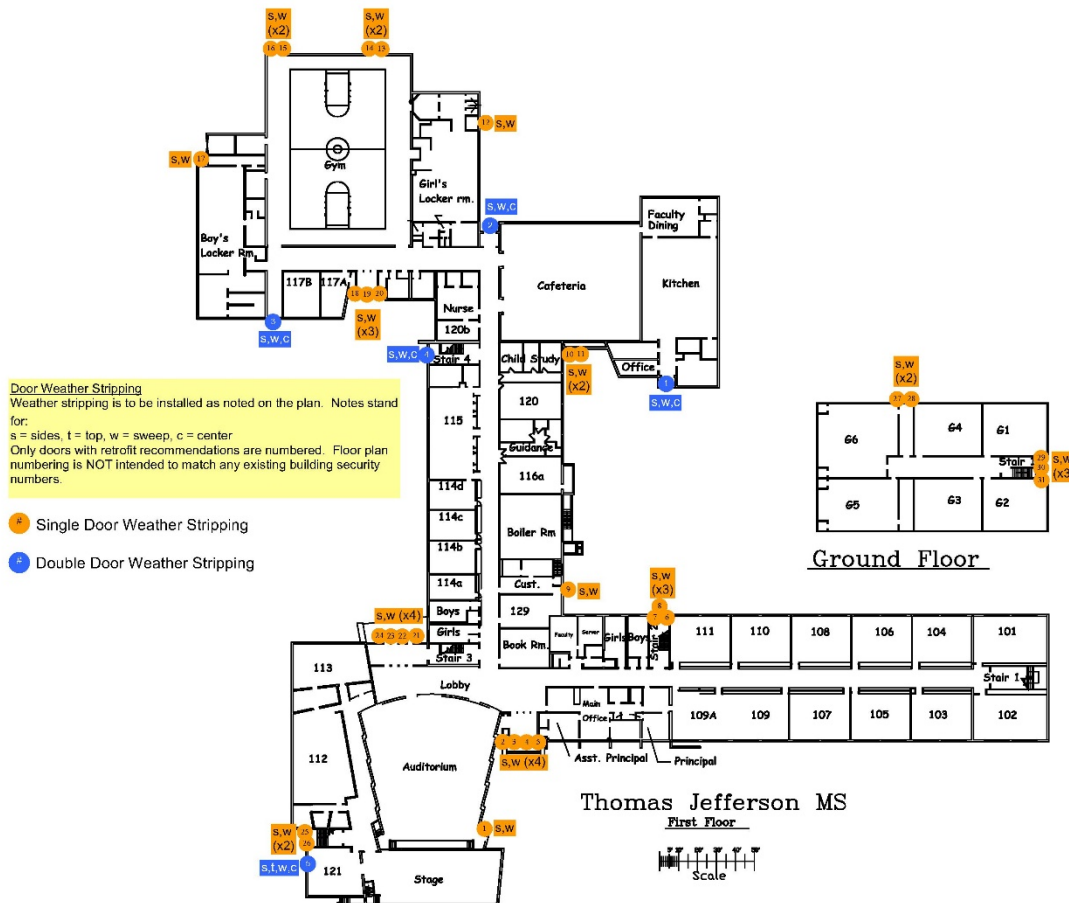 S,W
(x2)
16 15
S,W
(x2)
14 13
12 S,W
S,W 17
Gym
Girl's
Locker rm.
S,W,C
2
Faculty
Dining
Boy's
Locker Rm.
117B
117A
18 19 20
S,W
(x3)
Nurse
120b
Cafeteria
Kitchen
3
S,W,C
S,W,C 4
Stair 4
Child Study
10 11
S,W
(x2)
Office
1
S,W,C
Door Weather Stripping
Weather stripping is to be installed as noted on the plan. Notes stand
for:
s = sides, t = top, w = sweep, c = center
Only doors with retrofit recommendations are numbered. Floor plan
numbering is NOT intended to match any existing building security
numbers.
# Single Door Weather Stripping
# Double Door Weather Stripping
115
120
Guidance
116a
114d
114c
114b
114a
Boiler Rm
Cust.
9 S,W
Boys
Girls
129
Book Rm.
Stair 3
S,W (x4)
24 23 22 21
S,W
(x2)
27 28
G6
G4
G1
Stair
29
30
31
S,W
(x3
G5
G3
G2
Ground Floor
S,W
(x3)
8
7 6
Faculty
Server
Girls
Boys
Stair 2
111
110
108
106
104
101
Stair 1
109A
109
107
105
103
102
113
Lobby
Main
Office
2 3 4 5
S,W (x4)
Asst. Principal
Principal
112
Auditorium
1 S,W
S,W
(x2)
25
26
S,t,w,c
5
121
Stage
Thomas Jefferson MS
First Floor
Scale